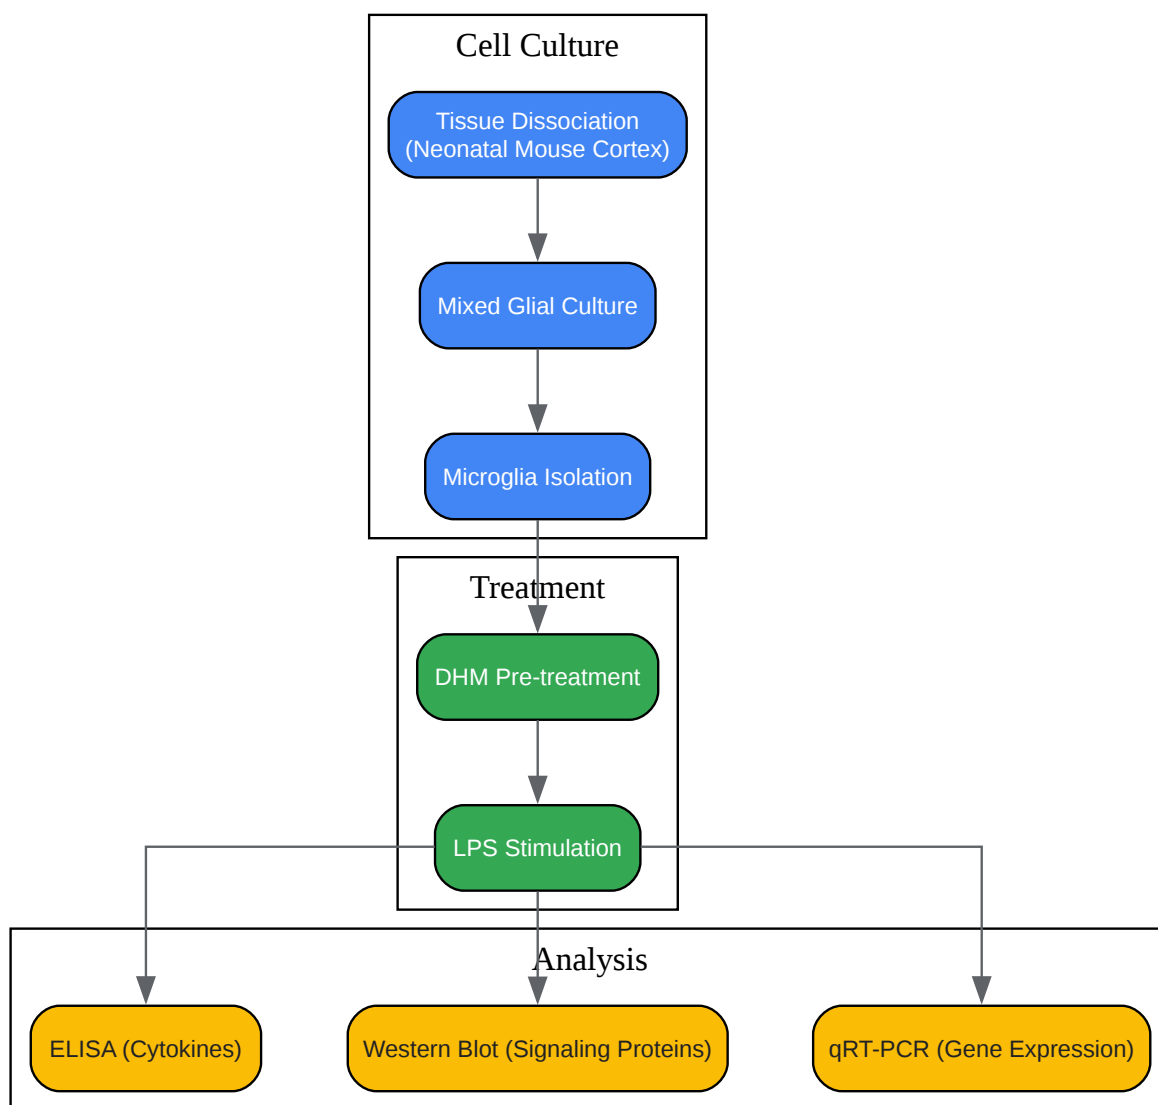 Cell Culture
Tissue Dissociation
(Neonatal Mouse Cortex)
Mixed Glial Culture
Microglia Isolation
Treatment
DHM Pre-treatment
LPS Stimulation
Analysis
ELISA (Cytokines)
Western Blot (Signaling Proteins)
qRT-PCR (Gene Expression)